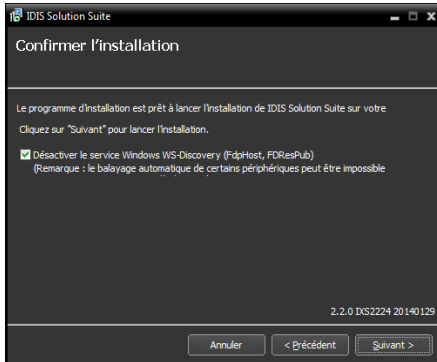 IDIS Solution Suite
Confirmer l'installation
Le programme d'installation est prêt à lancer l'installation de IDIS Solution Suite sur votre
Cliquez sur "Suivant" pour lancer l'installation.
Désactiver le service Windows WS-Discovery (FdpHost, FDResPub)
(Remarque : le balayage automatique de certains périphériques peut être impossible
2.2.0 IXS2224 20140129
Annuler
< Précédent
Suivant >